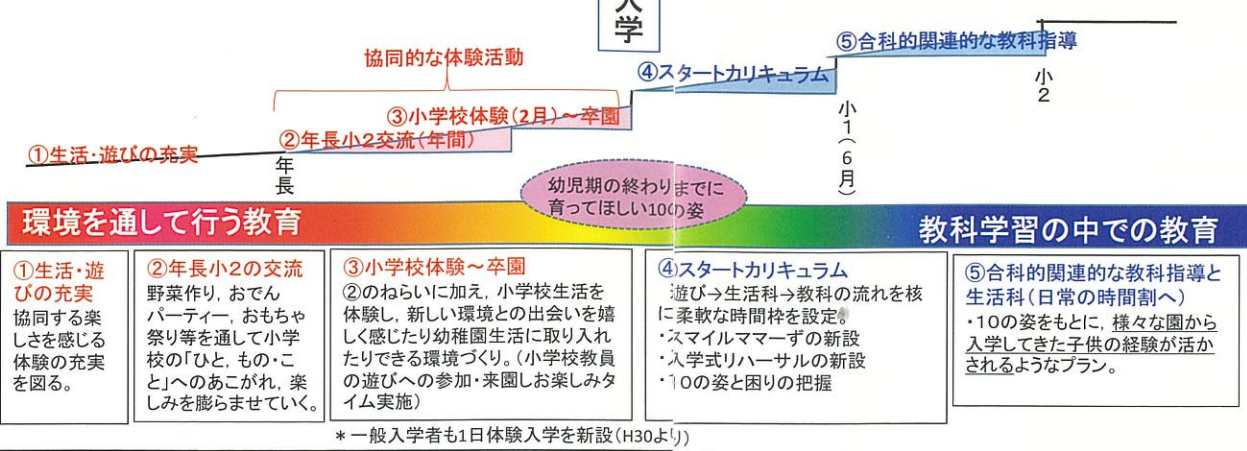 入学
⑤合科的関連的な教科指導
協同的な体験活動
④スタートカリキュラム
小2
③小学校体験(2月)～卒園
小1(6月)
②年長小2交流(年間)
①生活・遊びの充実
年長
幼児期の終わりまでに
育ってほしい10の姿
環境を通して行う教育
教科学習の中での教育
①生活・遊
びの充実
協同する楽
しさを感じる
体験の充実
を図る。
②年長小2の交流
野菜作り, おでん
パーティー, おもちゃ
祭り等を通して小学
校の「ひと, もの・こ
と」へのあこがれ, 楽
しみを膨らませていく。
③小学校体験～卒園
②のねらいに加え, 小学校生活を
体験し, 新しい環境との出会いを嬉
しく感じたり幼稚園生活に取り入れ
たりできる環境づくり。(小学校教員
の遊びへの参加・来園しお楽しみタ
イム実施)
④スタートカリキュラム
遊び→生活科→教科の流れを核
に柔軟な時間枠を設定。
・スマイルママーずの新設
・入学式リハーサルの新設
・10の姿と困りの把握
⑤合科的関連的な教科指導と
生活科(日常の時間割へ)
・10の姿をもとに, 様々な園から
入学してきた子供の経験が活か
されるようなプラン。
*一般入学者も1日体験入学を新設(H30より)